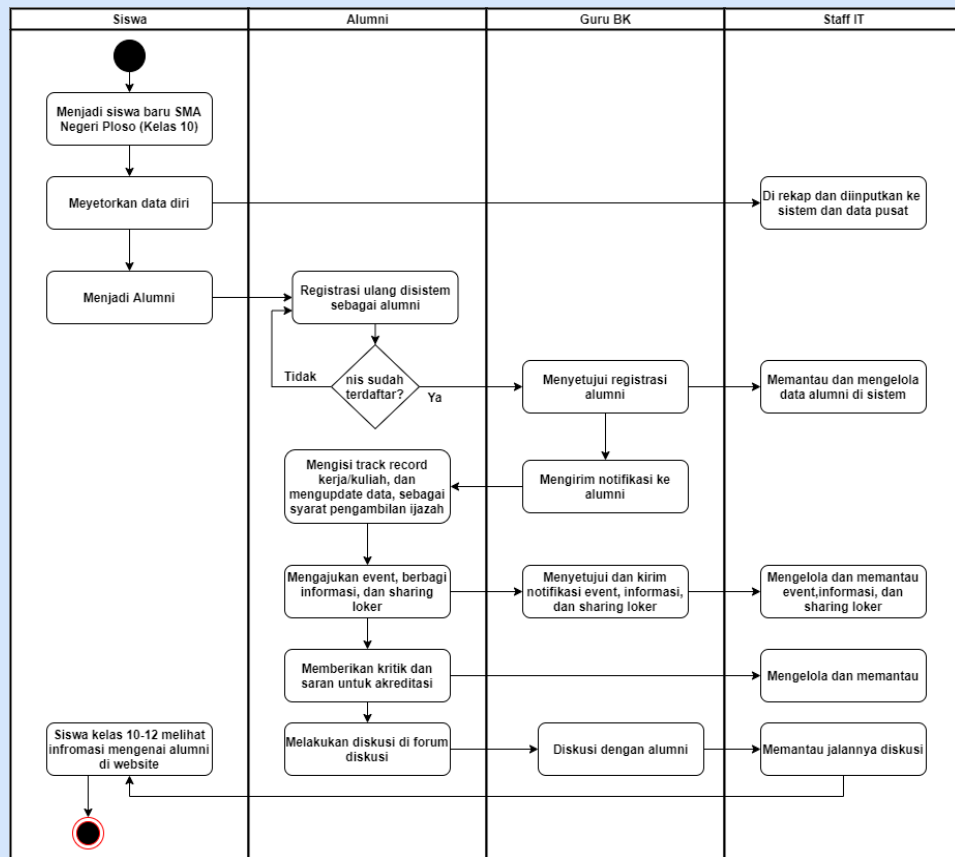 Siswa
Alumni
Guru BK
Staff IT
Menjadi siswa baru SMA
Negeri Ploso (Kelas 10)
Meyetorkan data diri
Di rekap dan diinputkan ke
sistem dan data pusat
Menjadi Alumni
Registrasi ulang disistem
sebagai alumni
Tidak
nis sudah
terdaftar?
Ya
Menyetujui registrasi
alumni
Memantau dan mengelola
data alumni di sistem
Mengisi track record
kerja/kuliah, dan
mengupdate data, sebagai
syarat pengambilan ijazah
Mengirim notifikasi ke
alumni
Mengajukan event, berbagi
informasi, dan sharing
loker
Menyetujui dan kirim
notifikasi event, informasi,
dan sharing loker
Mengelola dan memantau
event,informasi, dan
sharing loker
Memberikan kritik dan
saran untuk akreditasi
Mengelola dan memantau
Siswa kelas 10-12 melihat
infromasi mengenai alumni
di website
Melakukan diskusi di forum
diskusi
Diskusi dengan alumni
Memantau jalannya diskusi